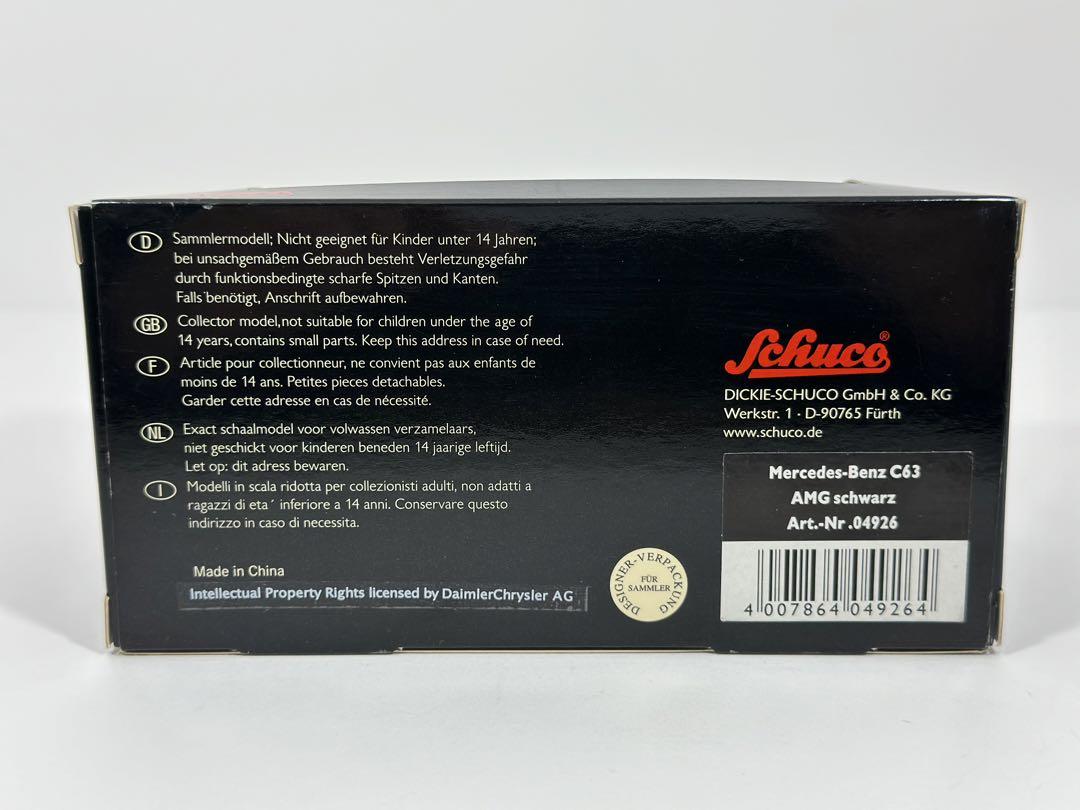 D Sammlermodell; Nicht geeignet für Kinder unter 14 Jahren;
bei unsachgemäßem Gebrauch besteht Verletzungsgefahr
durch funktionsbedingte scharfe Spitzen und Kanten.
Falls benötigt, Anschrift aufbewahren.
GB Collector model, not suitable for children under the age of
14 years, contains small parts. Keep this address in case of need.
F Article pour collectionneur, ne convient pas aux enfants de
moins de 14 ans. Petites pieces detachables.
Garder cette adresse en cas de nécessité.
NL Exact schaalmodel voor volwassen verzamelaars,
niet geschickt voor kinderen beneden 14 jaarige leeftijd.
Let op: dit adress bewaren.
I Modelli in scala ridotta per collezionisti adulti, non adatti a
ragazzi di eta´ inferiore a 14 anni. Conservare questo
indirizzo in caso di necessita.
Made in China
Intellectual Property Rights licensed by DaimlerChrysler AG
DESIGNER-VERPACKUNG
FÜR
SAMMLER
Schuco®
DICKIE-SCHUCO GmbH & Co. KG
Werkstr. 1 · D-90765 Fürth
www.schuco.de
Mercedes-Benz C63
AMG schwarz
Art.-Nr .04926
4 007864 049264